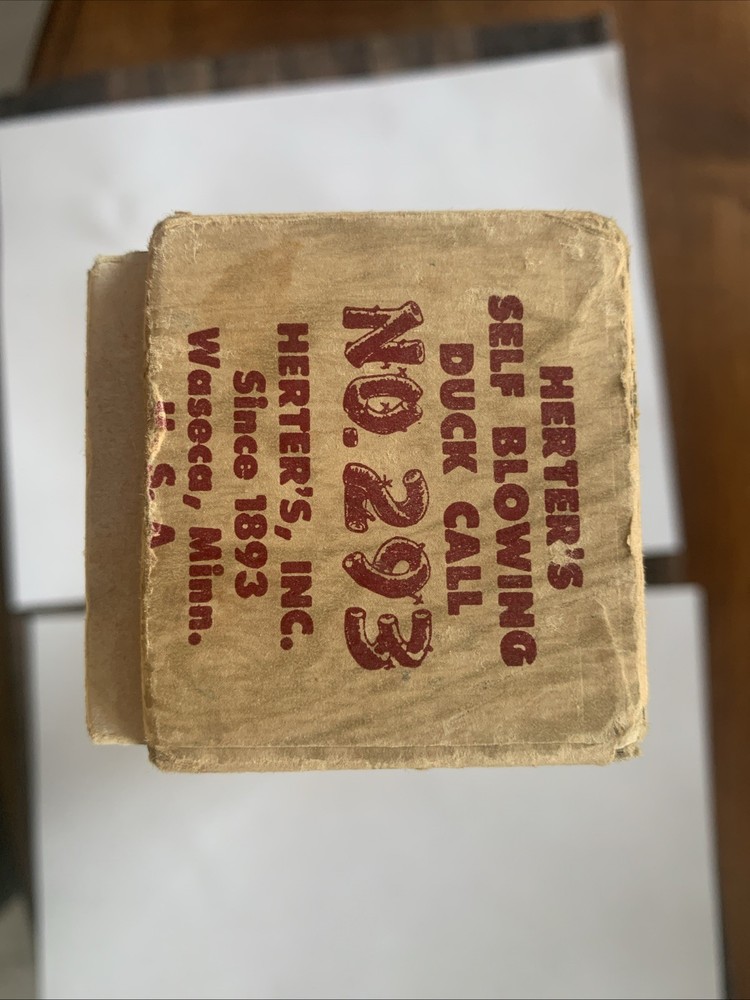 HERTER'S
SELF BLOWING
DUCK CALL
NO. 293
HERTER'S, INC.
Since 1893
Waseca, Minn.
U. S. A